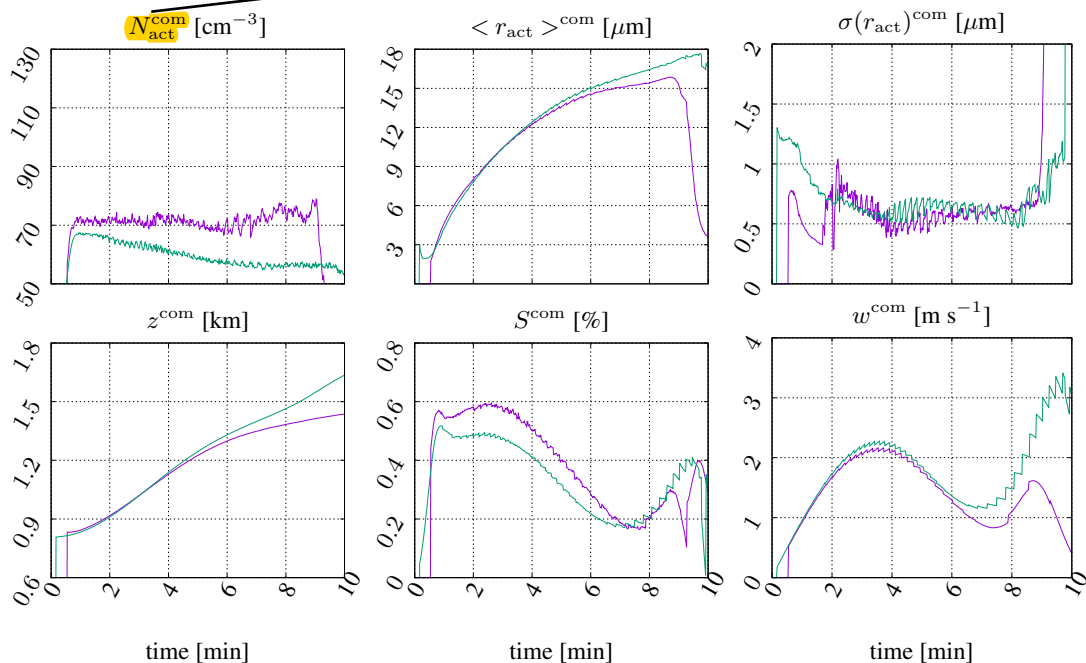 N_act^com [cm⁻³] < r_act >^com [μm] σ(r_act)^com [μm]
130 110 90 70 50
18 15 12 9 6 3
2 1.5 1 0.5 0
z^com [km] S^com [%] w^com [m s⁻¹]
1.8 1.5 1.2 0.9 0.6
0.8 0.6 0.4 0.2 0
4 3 2 1 0
0 2 4 6 8 10 0 2 4 6 8 10 0 2 4 6 8 10
time [min] time [min] time [min]